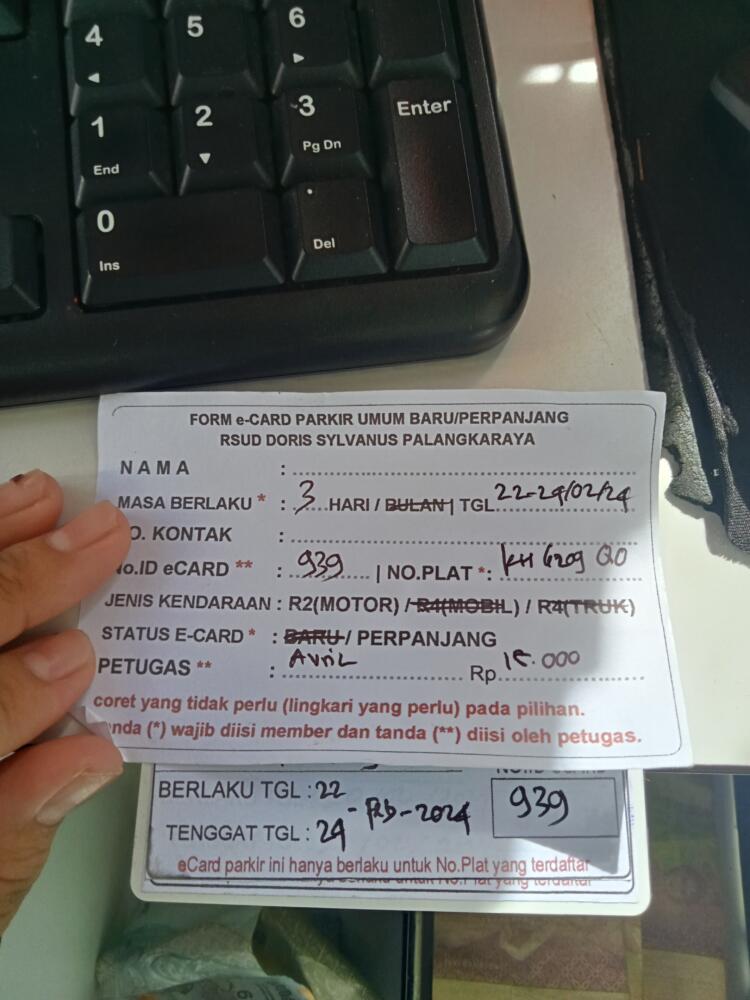 4 5 6
1 2 3 Enter
End Pg Dn
0
Ins Del
FORM e-CARD PARKIR UMUM BARU/PERPANJANG
RSUD DORIS SYLVANUS PALANGKARAYA
NAMA :
MASA BERLAKU * : 3 HARI / BULAN | TGL 22-24/02/24
O. KONTAK :
No.ID eCARD ** : 939 | NO.PLAT *: KH 6209 QO
JENIS KENDARAAN : R2(MOTOR) / R4(MOBIL) / R4(TRUK)
STATUS E-CARD * : BARU / PERPANJANG
PETUGAS ** : AVRIL Rp 15.000
coret yang tidak perlu (lingkari yang perlu) pada pilihan.
nda (*) wajib diisi member dan tanda (**) diisi oleh petugas.
BERLAKU TGL : 22
-Feb-2024
939
TENGGAT TGL : 24
eCard parkir ini hanya berlaku untuk No.Plat yang terdaftar